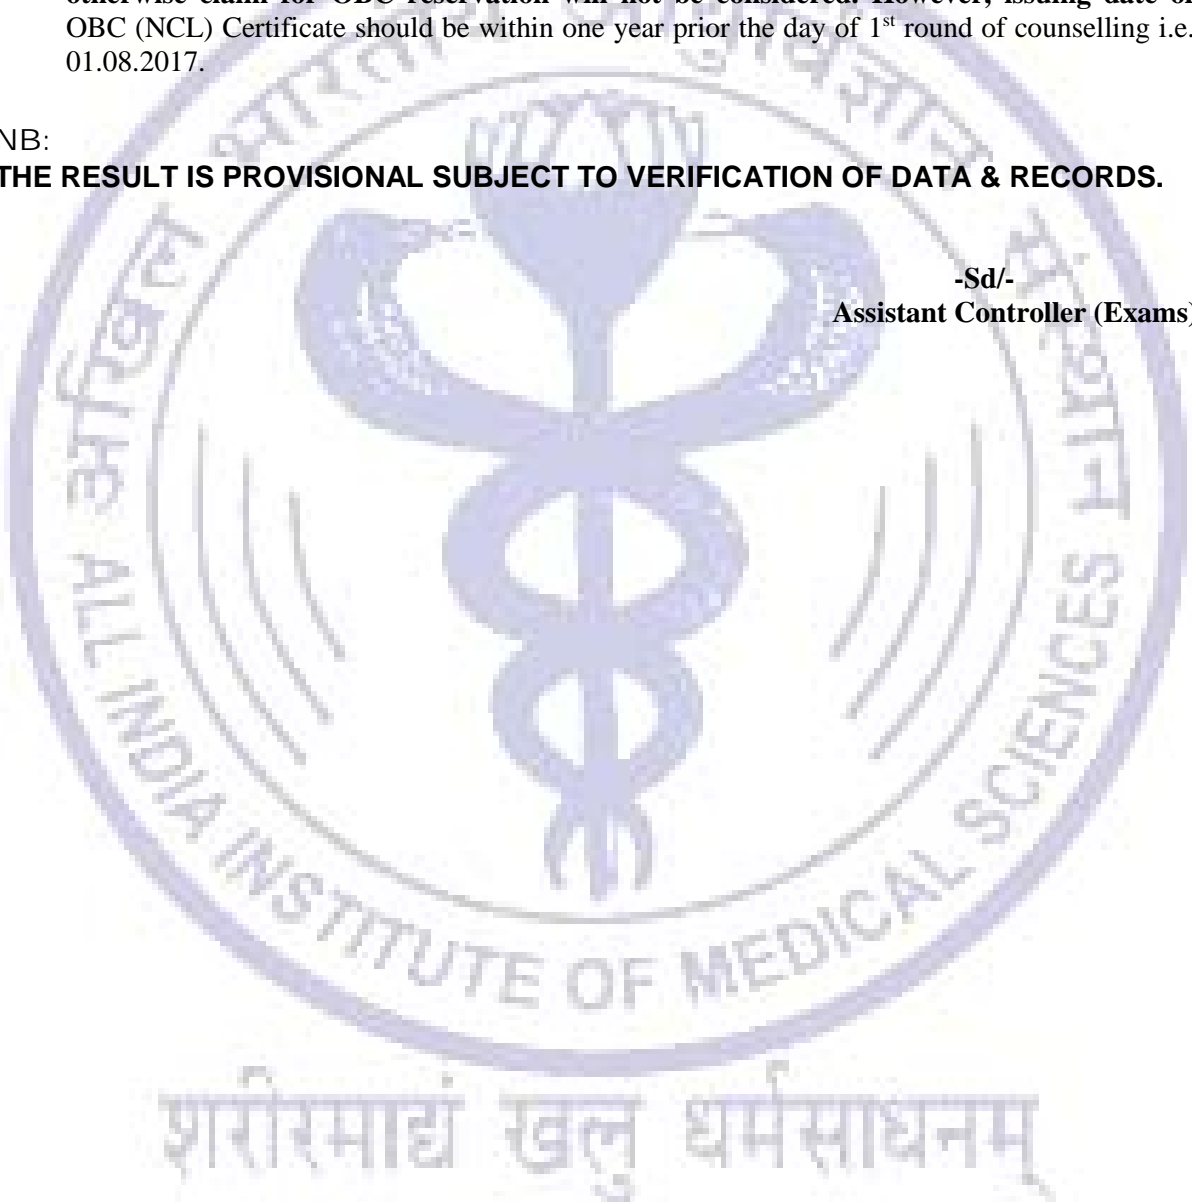 otherwise claim for OBC reservation will not be considered. However, issuing date of
OBC (NCL) Certificate should be within one year prior the day of 1st round of counselling i.e.
01.08.2017.
NB:
THE RESULT IS PROVISIONAL SUBJECT TO VERIFICATION OF DATA & RECORDS.
-Sd/-
Assistant Controller (Exams)
अखिल भारतीय आयुर्विज्ञान संस्थान
ALL INDIA INSTITUTE OF MEDICAL SCIENCES
शरीरमाद्यं खलु धर्मसाधनम्